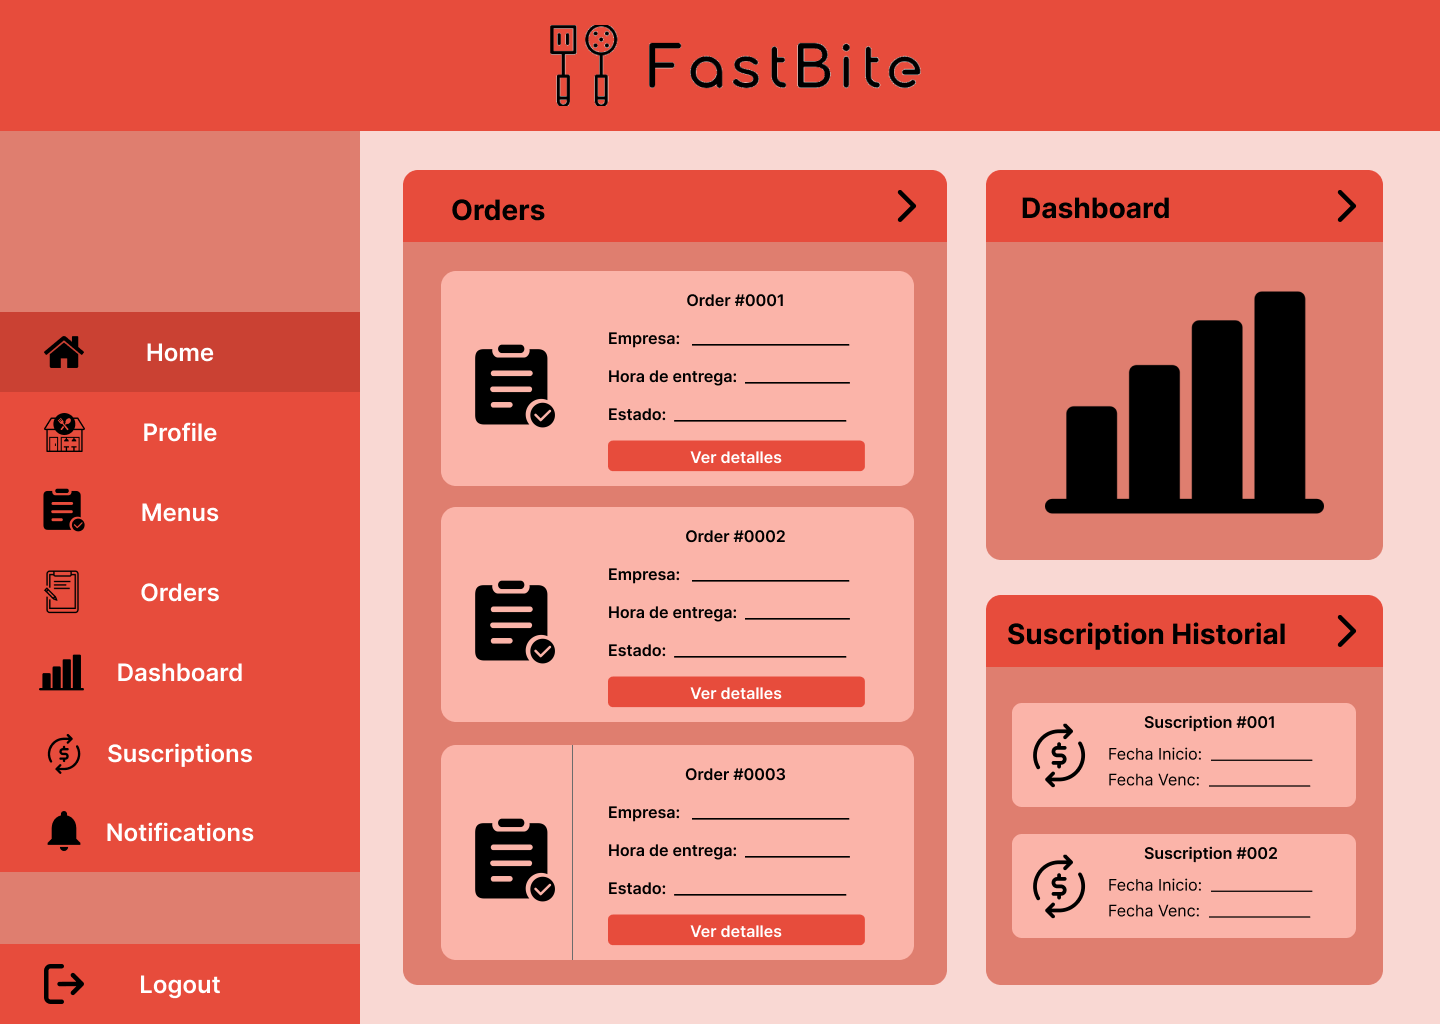 FastBite
Home
Profile
Menus
Orders
Dashboard
Suscriptions
Notifications
Logout
Orders
Order #0001
Empresa:
Hora de entrega:
Estado:
Ver detalles
Order #0002
Empresa:
Hora de entrega:
Estado:
Ver detalles
Order #0003
Empresa:
Hora de entrega:
Estado:
Ver detalles
Dashboard
Suscription Historial
Suscription #001
Fecha Inicio:
Fecha Venc:
Suscription #002
Fecha Inicio:
Fecha Venc: